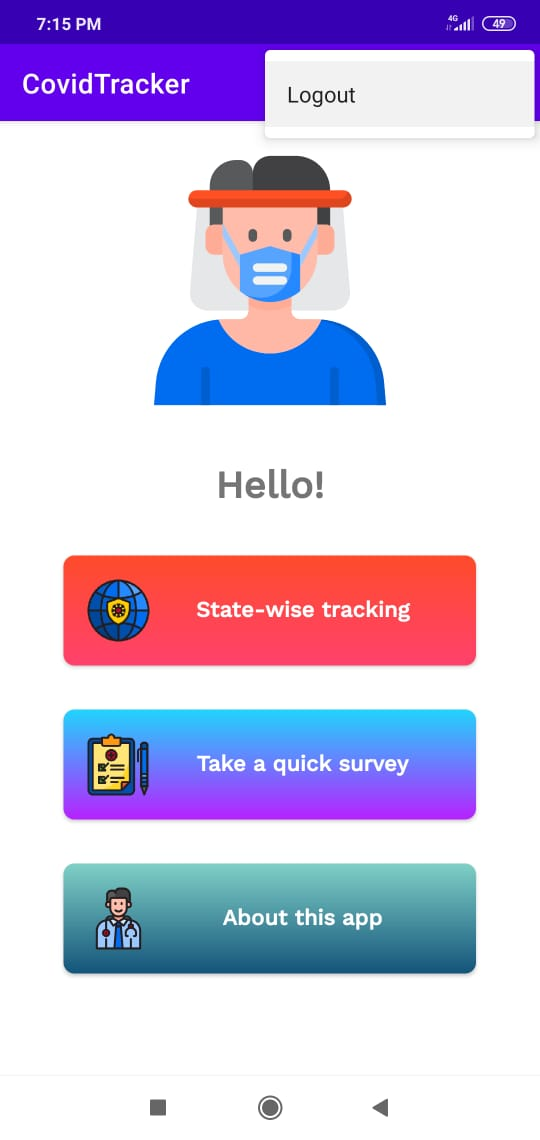 7:15 PM
4G
49
CovidTracker
Logout
Hello!
State-wise tracking
Take a quick survey
About this app